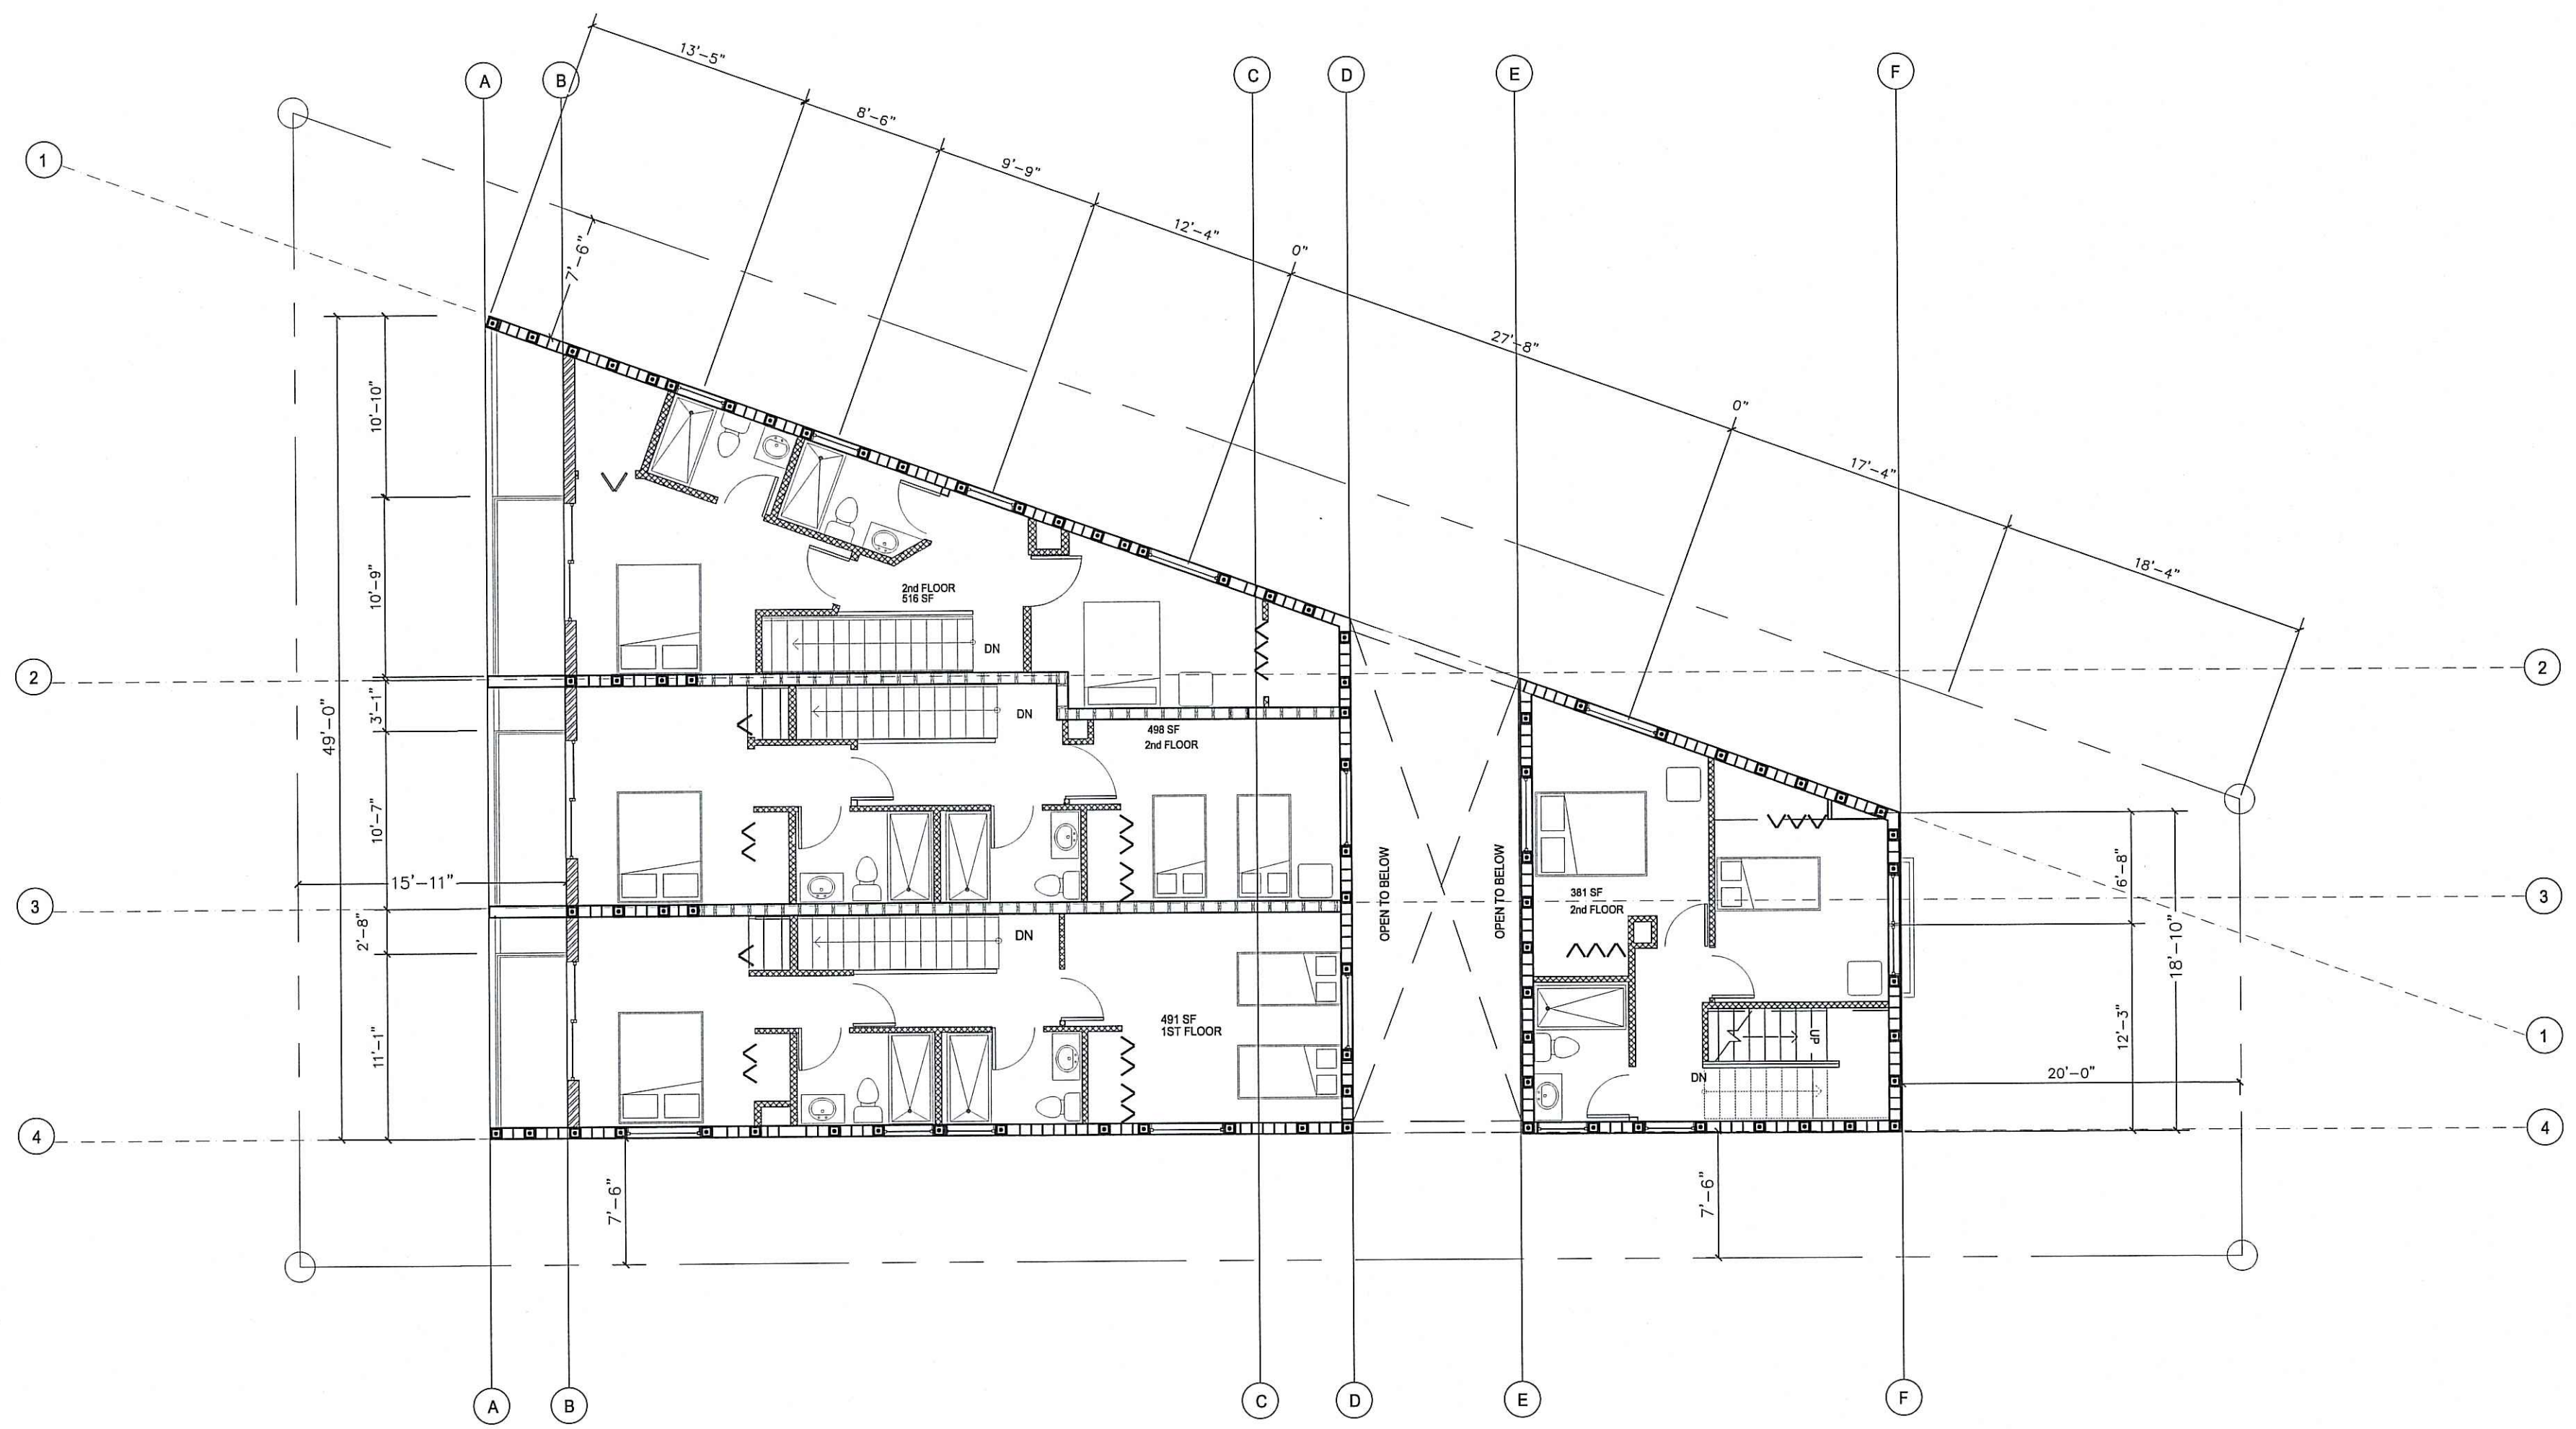 A
B
C
D
E
F
13'-5"
8'-6"
9'-9"
12'-4"
0"
27'-8"
0"
17'-4"
18'-4"
1
7'-6"
10'-10"
10'-9"
49'-0"
3'-1"
10'-7"
15'-11"
2'-8"
11'-1"
2
2
3
3
1
4
4
2nd FLOOR
516 SF
DN
DN
498 SF
2nd FLOOR
DN
491 SF
1ST FLOOR
OPEN TO BELOW
OPEN TO BELOW
381 SF
2nd FLOOR
UP
DN
6'-8"
18'-10"
12'-3"
20'-0"
7'-6"
7'-6"
A
B
C
D
E
F